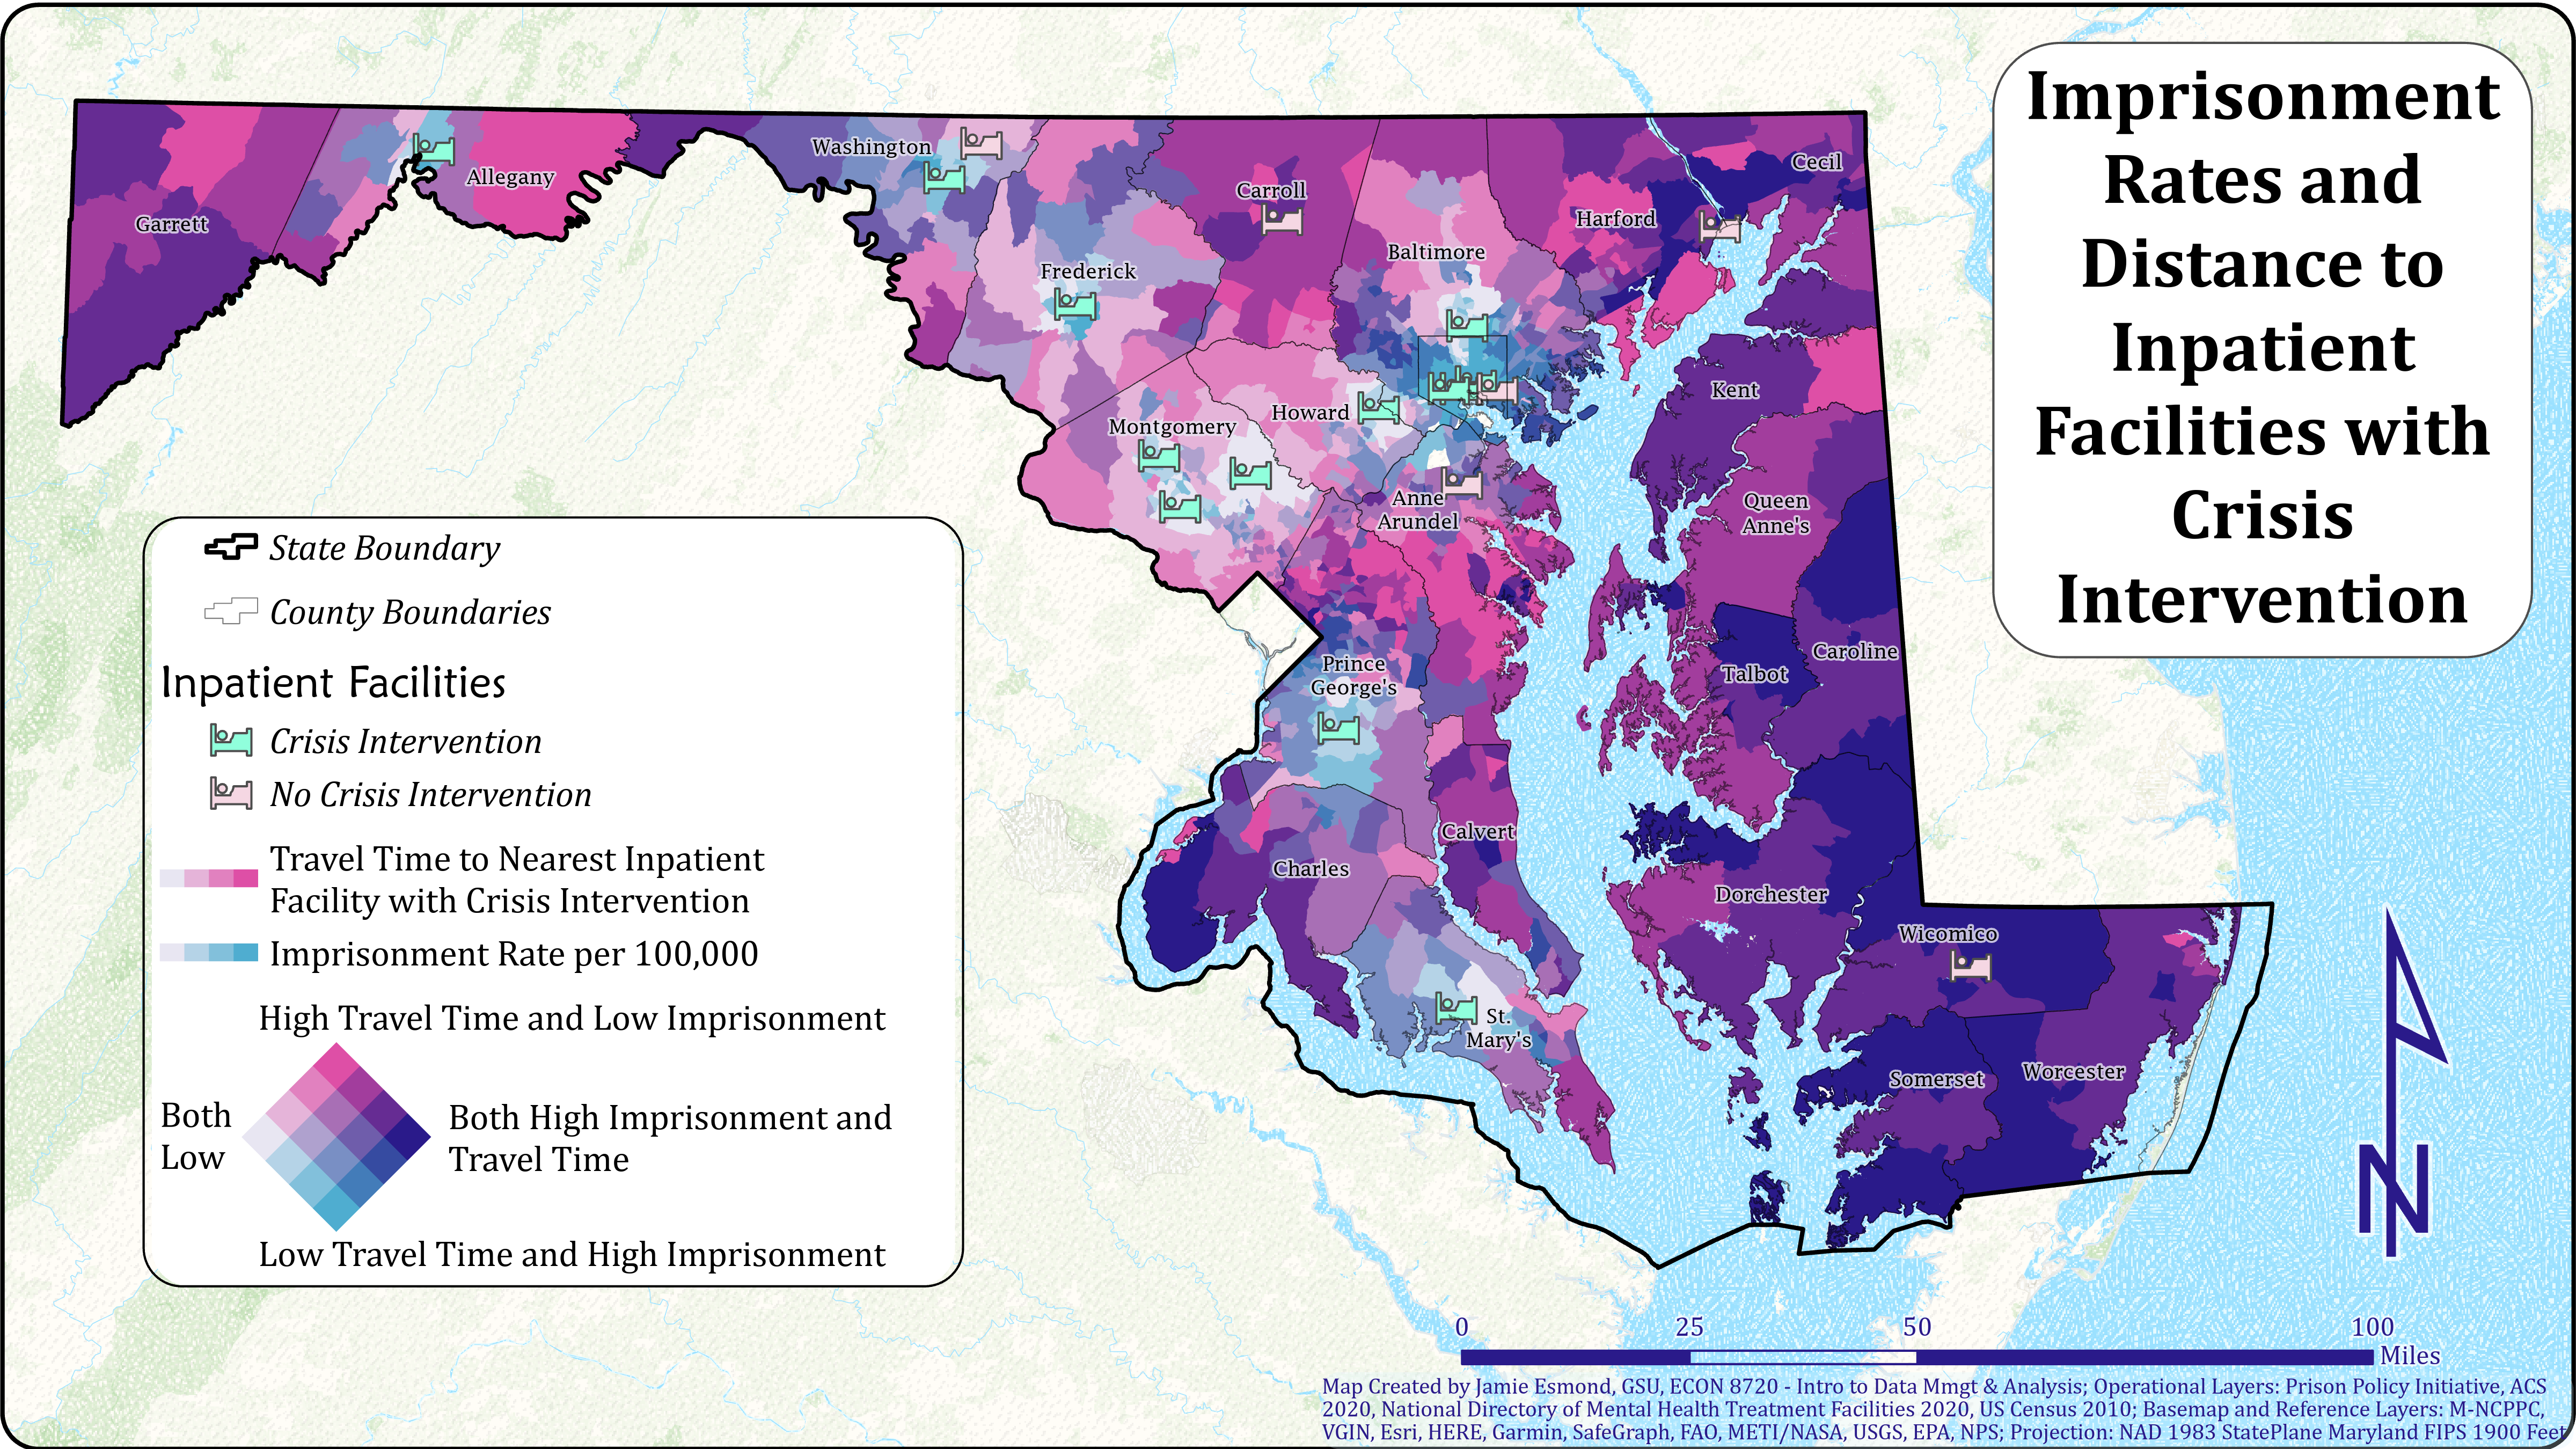 Imprisonment
Rates and
Distance to
Inpatient
Facilities with
Crisis
Intervention
Garrett
Allegany
Washington
Frederick
Carroll
Baltimore
Harford
Cecil
Kent
Howard
Montgomery
Anne
Arundel
Queen
Anne's
Caroline
Talbot
Prince
George's
Calvert
Charles
Dorchester
Wicomico
St.
Mary's
Somerset
Worcester
State Boundary
County Boundaries
Inpatient Facilities
Crisis Intervention
No Crisis Intervention
Travel Time to Nearest Inpatient
Facility with Crisis Intervention
Imprisonment Rate per 100,000
High Travel Time and Low Imprisonment
Both
Low
Both High Imprisonment and
Travel Time
Low Travel Time and High Imprisonment
N
0 25 50 100
Miles
Map Created by Jamie Esmond, GSU, ECON 8720 - Intro to Data Mmgt & Analysis; Operational Layers: Prison Policy Initiative, ACS
2020, National Directory of Mental Health Treatment Facilities 2020, US Census 2010; Basemap and Reference Layers: M-NCPPC,
VGIN, Esri, HERE, Garmin, SafeGraph, FAO, METI/NASA, USGS, EPA, NPS; Projection: NAD 1983 StatePlane Maryland FIPS 1900 Feet